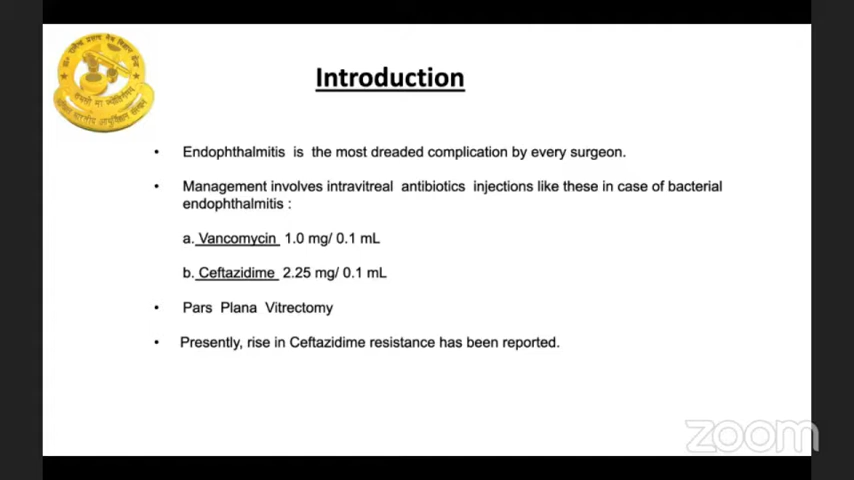 Introduction
• Endophthalmitis is the most dreaded complication by every surgeon.
• Management involves intravitreal antibiotics injections like these in case of bacterial
endophthalmitis :
a. Vancomycin 1.0 mg/ 0.1 mL
b. Ceftazidime 2.25 mg/ 0.1 mL
• Pars Plana Vitrectomy
• Presently, rise in Ceftazidime resistance has been reported.
zoom